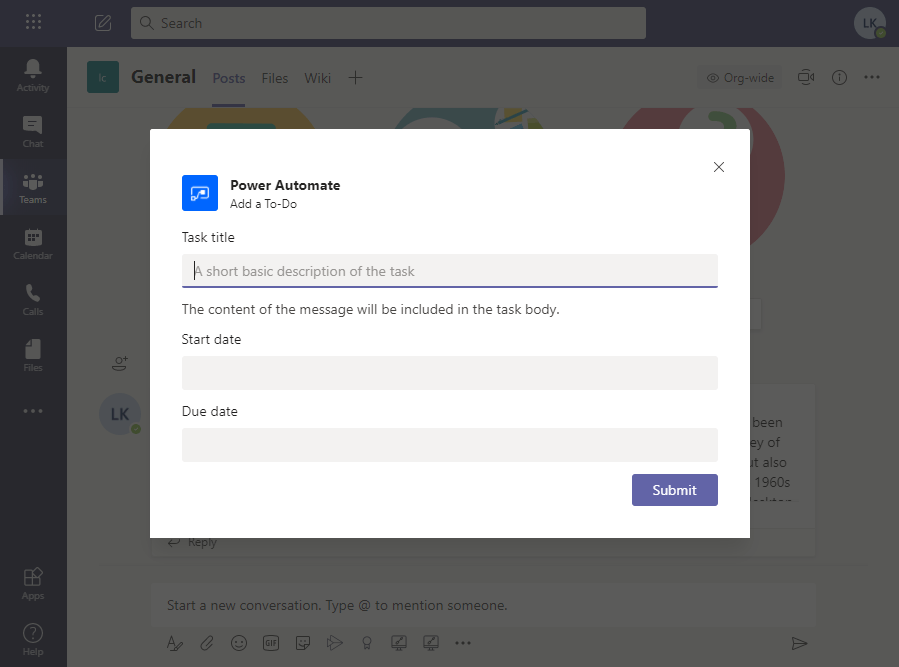 Search
LK
Activity
Chat
Teams
Calendar
Calls
Files
Apps
Help
Ic
General Posts Files Wiki
Org-wide
Power Automate
Add a To-Do
Task title
A short basic description of the task
The content of the message will be included in the task body.
Start date
Due date
Submit
LK
been
ey of
ut also
1960s
Reply
Start a new conversation. Type @ to mention someone.
GIF